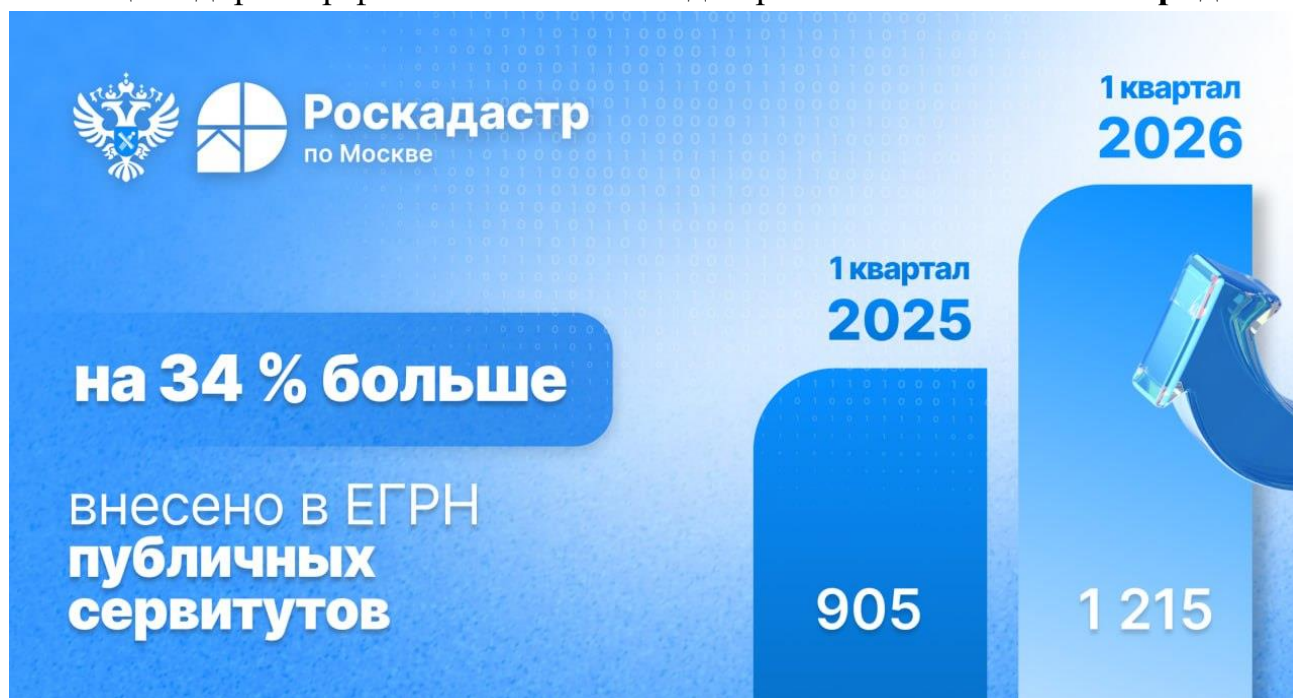 Роскадастр
по Москве
1 квартал
2026
1 квартал
2025
на 34 % больше
внесено в ЕГРН
публичных
сервитутов
905
1 215